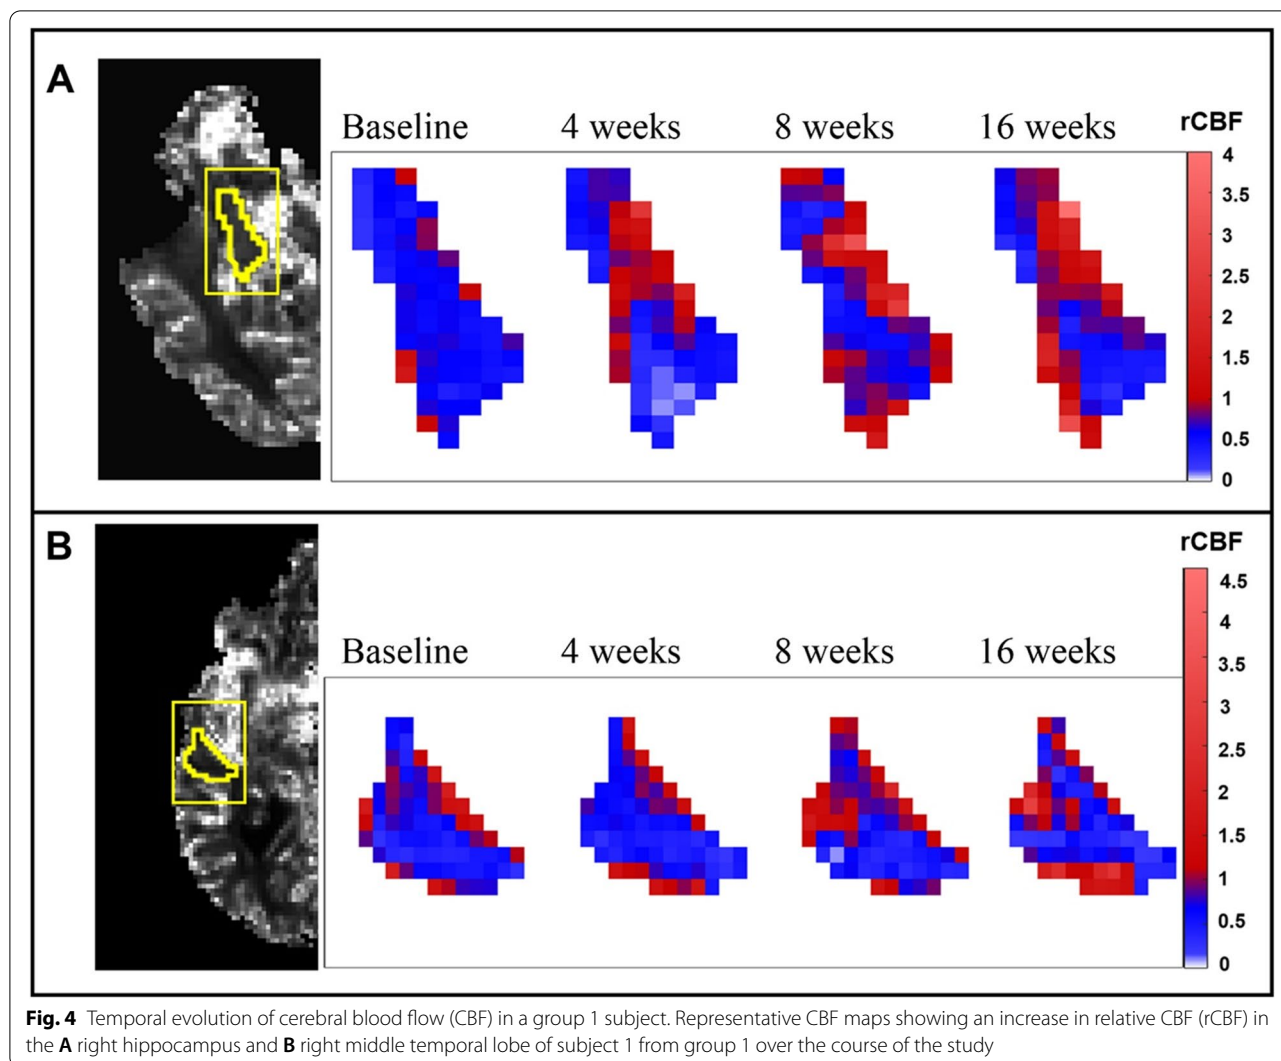 A
Baseline 4 weeks 8 weeks 16 weeks rCBF
4
3.5
3
2.5
2
1.5
1
0.5
0
B
rCBF
Baseline 4 weeks 8 weeks 16 weeks
4.5
4
3.5
3
2.5
2
1.5
1
0.5
0
Fig. 4 Temporal evolution of cerebral blood flow (CBF) in a group 1 subject. Representative CBF maps showing an increase in relative CBF (rCBF) in
the A right hippocampus and B right middle temporal lobe of subject 1 from group 1 over the course of the study